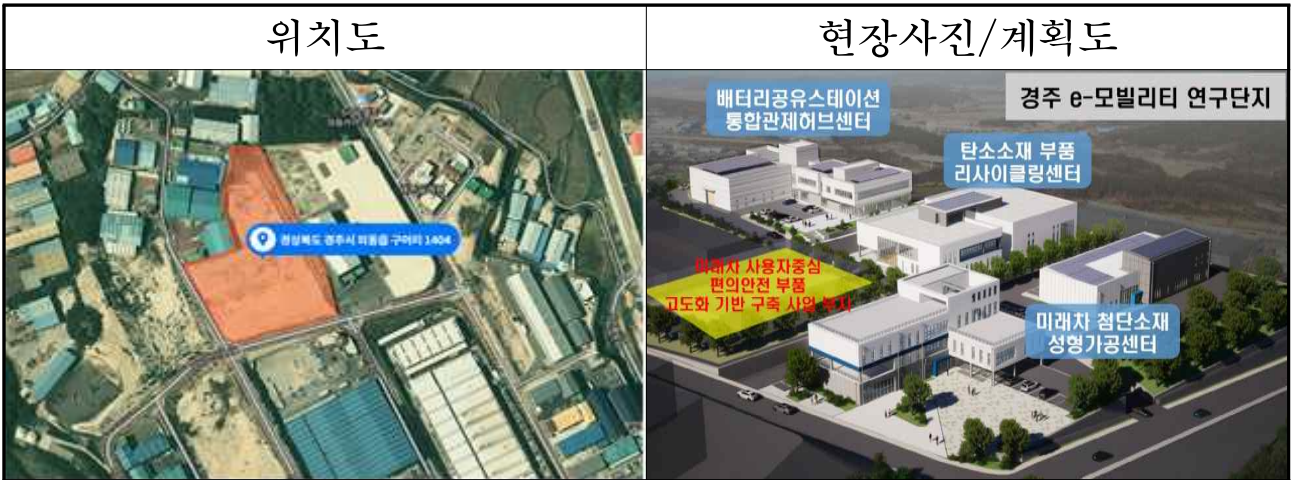 위치도
현장사진/계획도
경상북도 경주시 외동읍 구어리 1404
경주 e-모빌리티 연구단지
배터리공유스테이션
통합관제허브센터
탄소소재 부품
리사이클링센터
미래차 사용자중심
편의안전 부품
고도화 기반 구축 사업 부지
미래차 첨단소재
성형가공센터